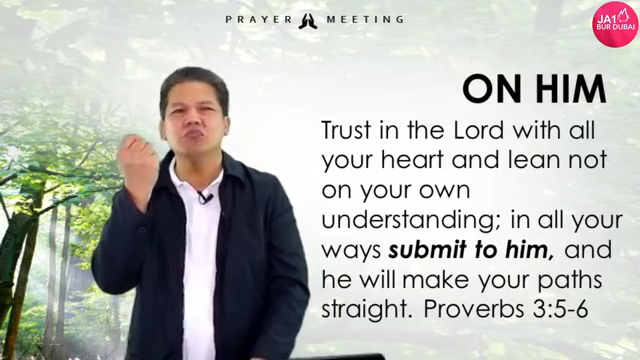 PRAYER MEETING
JA1
BUR DUBAI
ON HIM
Trust in the Lord with all
your heart and lean not
on your own
understanding; in all your
ways submit to him, and
he will make your paths
straight. Proverbs 3:5-6